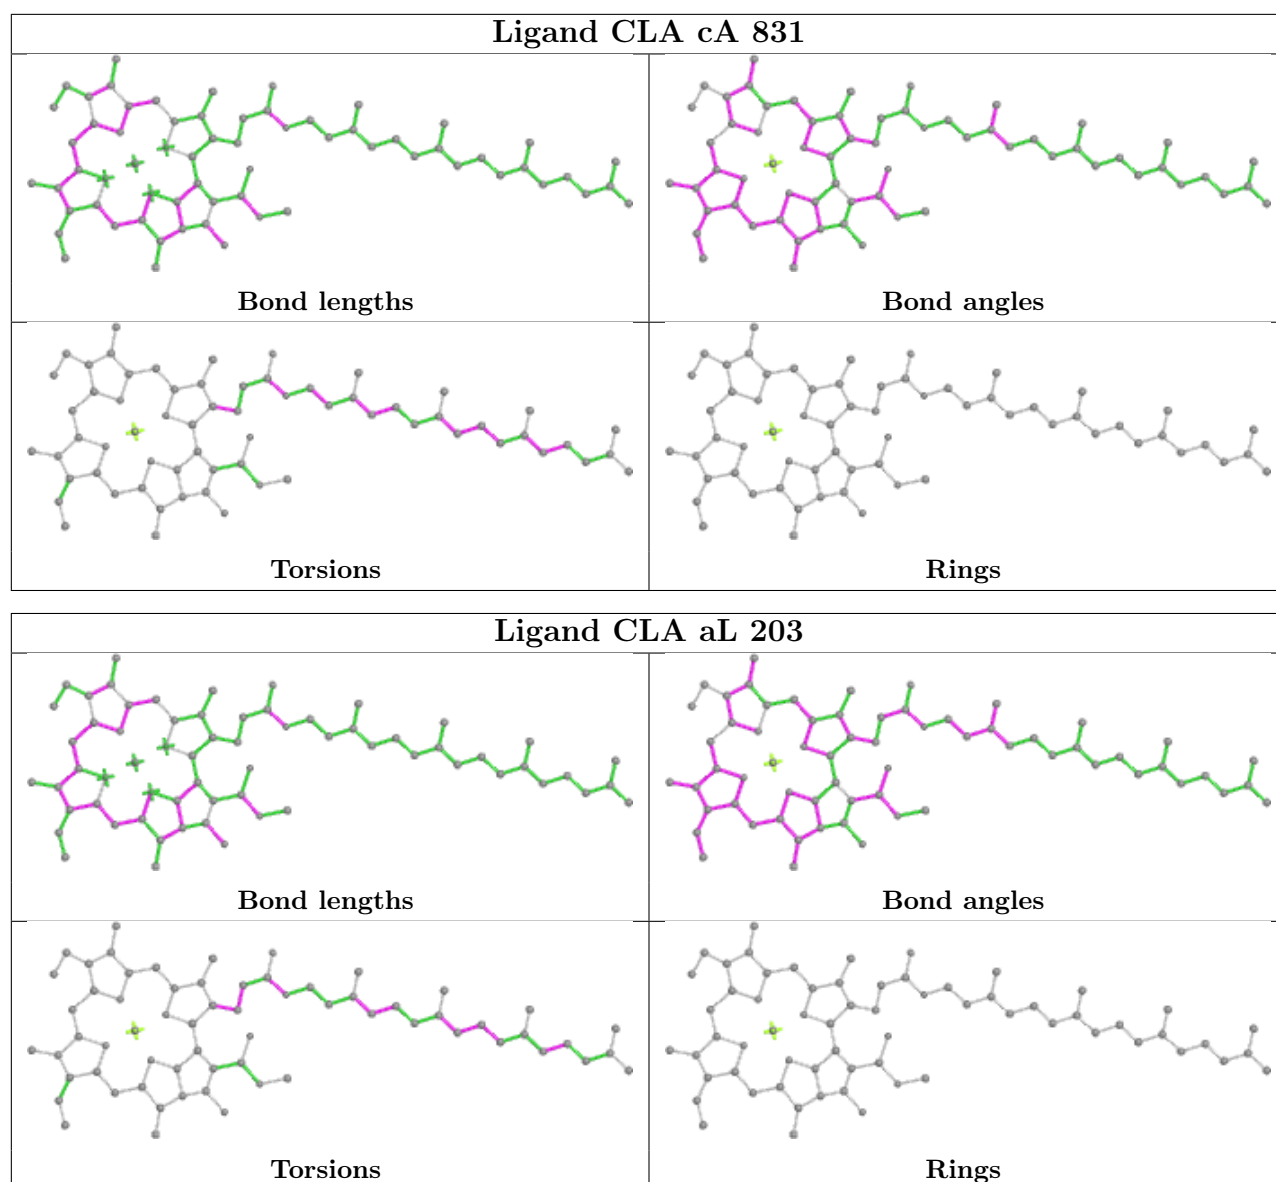 Ligand CLA cA 831
Bond lengths
Bond angles
Torsions
Rings
Ligand CLA aL 203
Bond lengths
Bond angles
Torsions
Rings